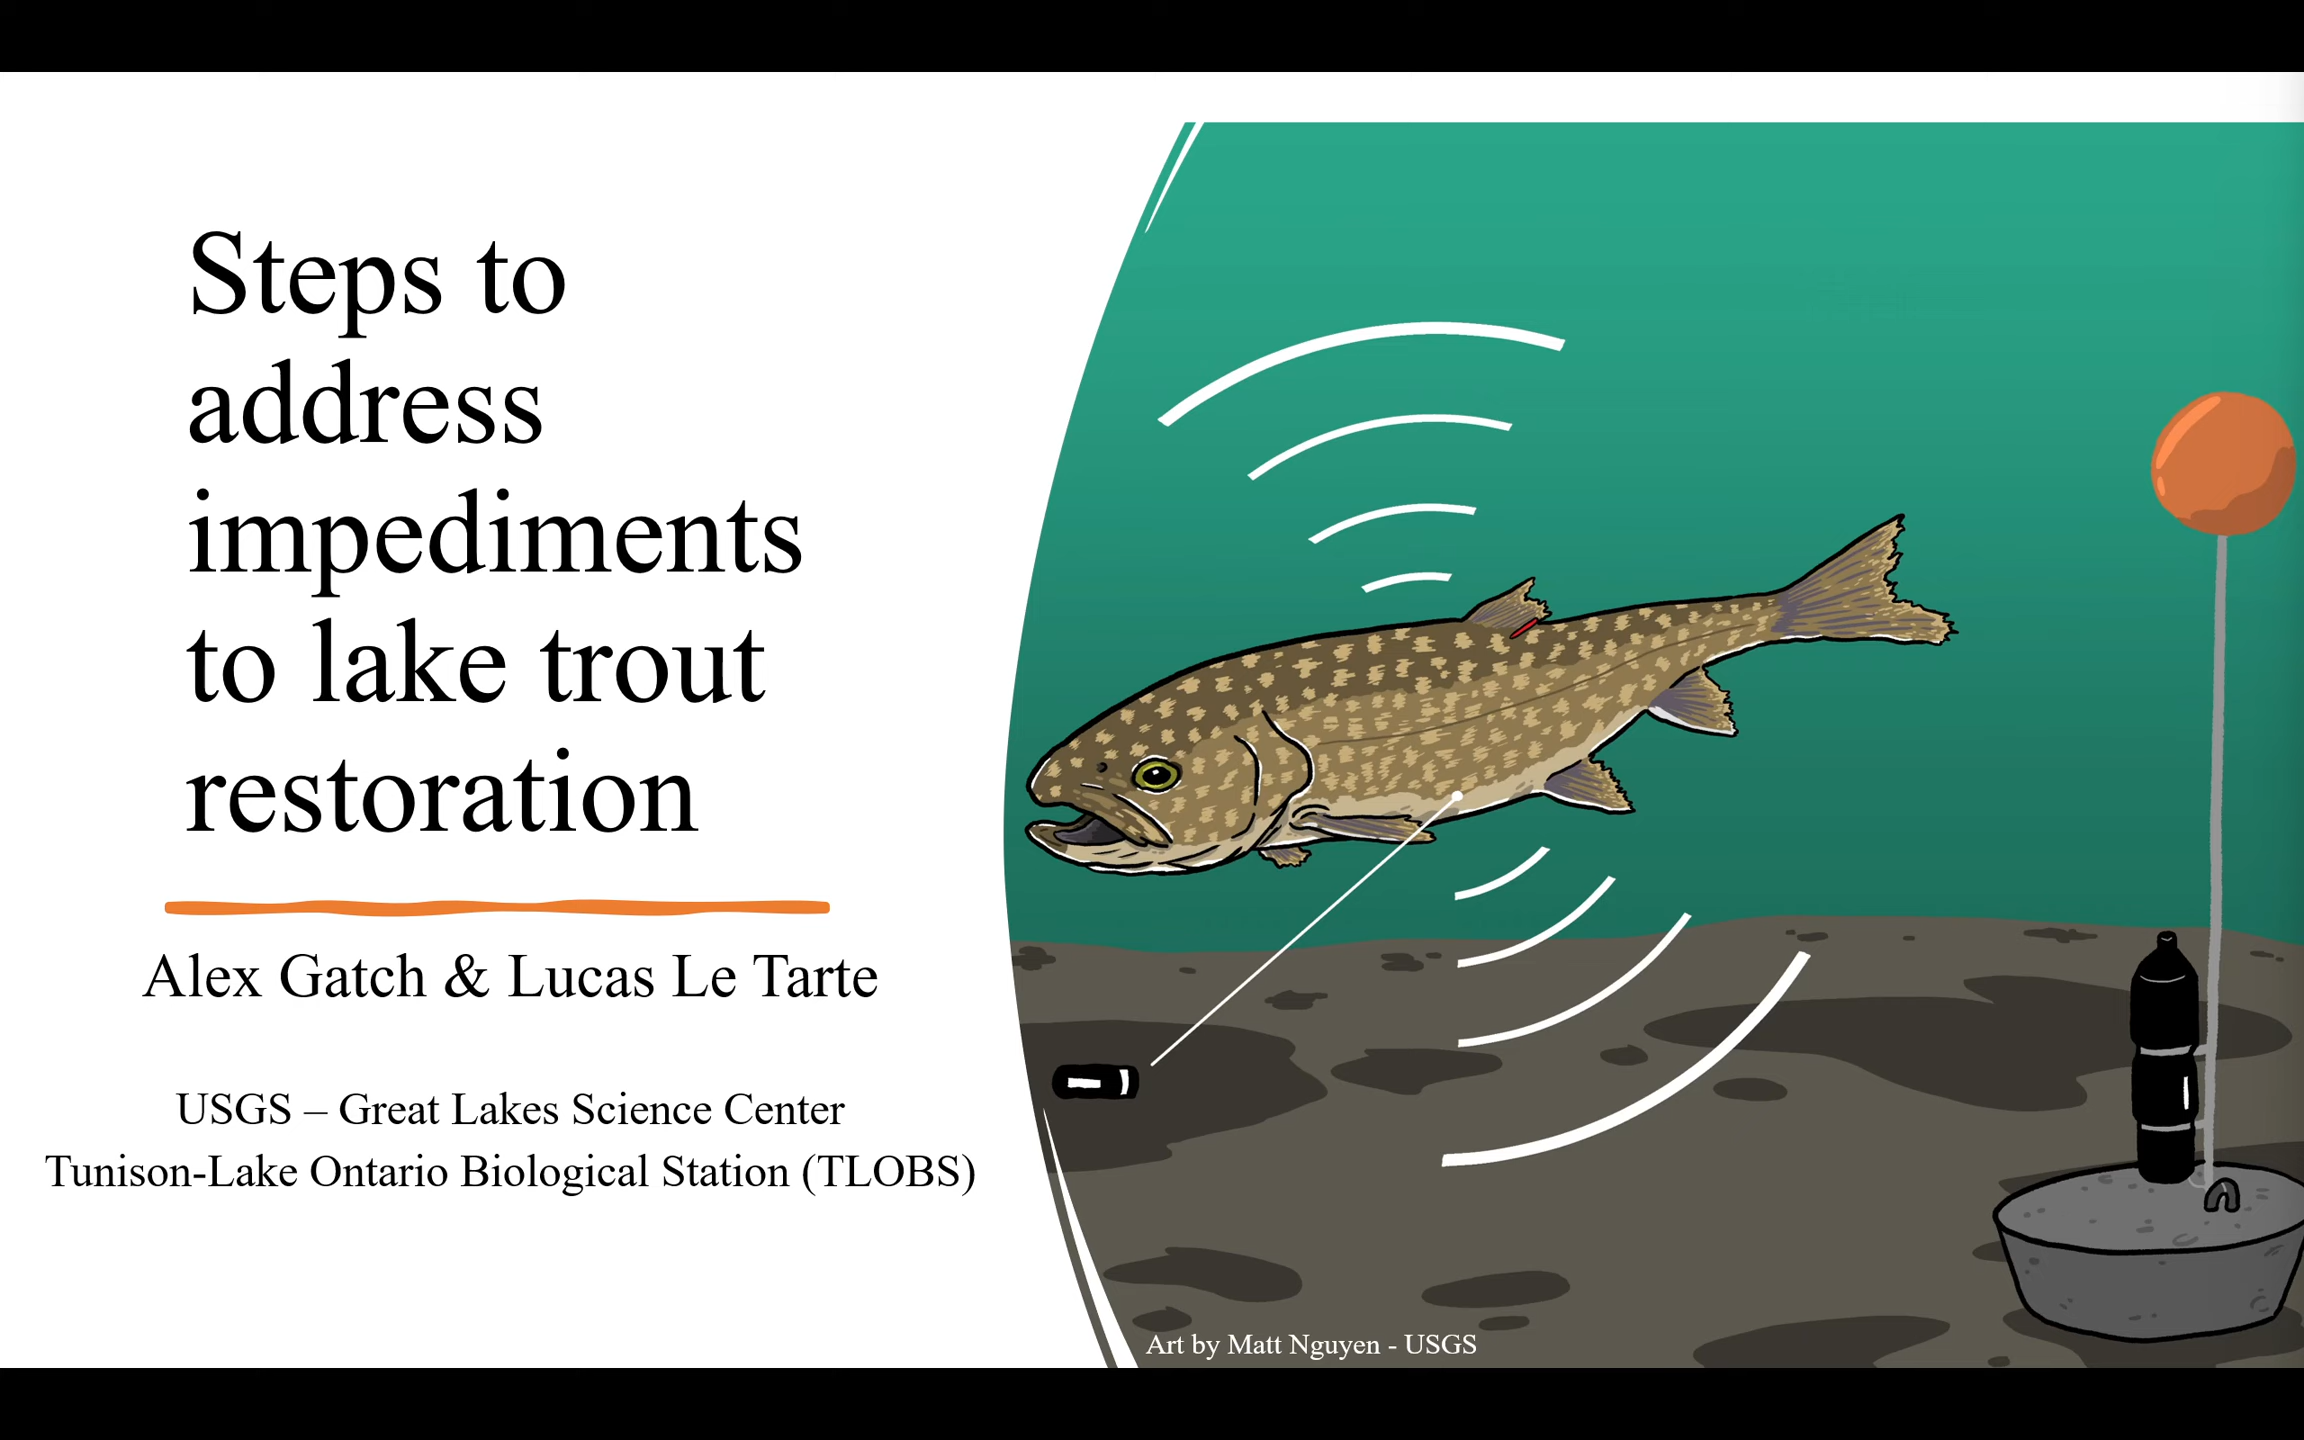 Steps to
address
impediments
to lake trout
restoration
Alex Gatch & Lucas Le Tarte
USGS – Great Lakes Science Center
Tunison-Lake Ontario Biological Station (TLOBS)
Art by Matt Nguyen - USGS